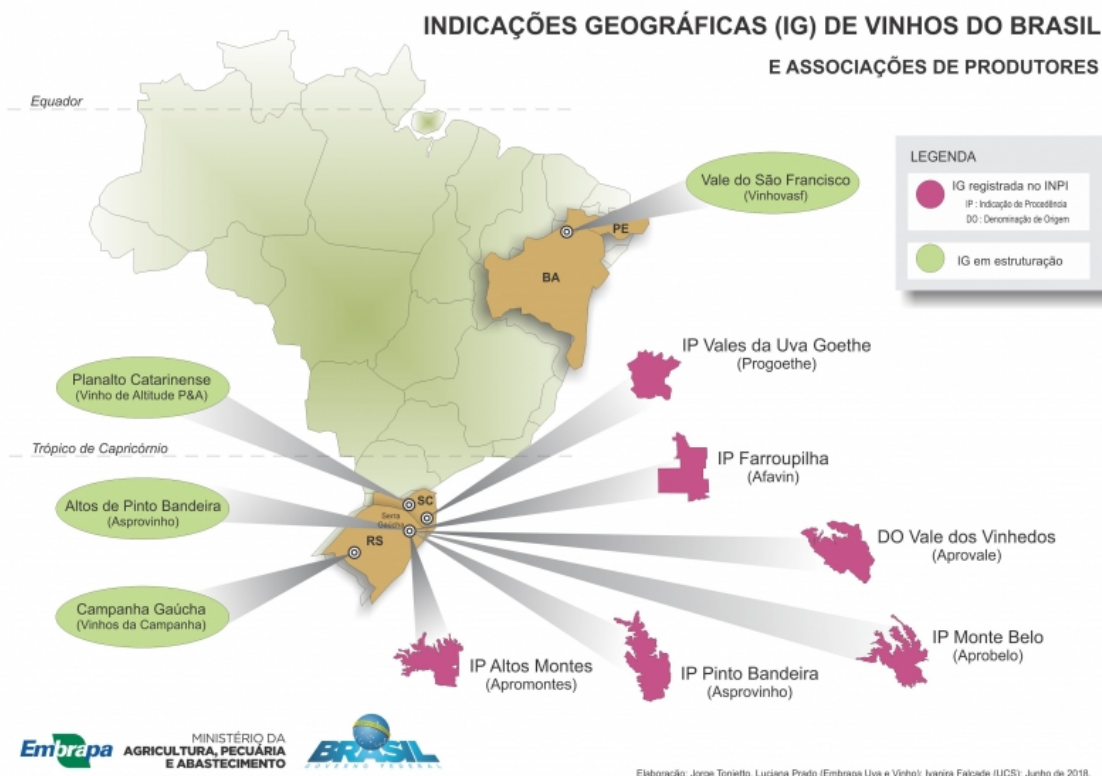 INDICAÇÕES GEOGRÁFICAS (IG) DE VINHOS DO BRASIL
E ASSOCIAÇÕES DE PRODUTORES
Equador
LEGENDA
IG registrada no INPI
IP : Indicação de Procedência
DO : Denominação de Origem
IG em estruturação
Vale do São Francisco
(Vinhovasf)
PE
BA
IP Vales da Uva Goethe
(Progoethe)
Planalto Catarinense
(Vinho de Altitude P&A)
Trópico de Capricórnio
IP Farroupilha
(Afavin)
Altos de Pinto Bandeira
(Asprovinho)
SC
Serra
Gaúcha
RS
DO Vale dos Vinhedos
(Aprovale)
Campanha Gaúcha
(Vinhos da Campanha)
IP Monte Belo
(Aprobelo)
IP Altos Montes
(Apromontes)
IP Pinto Bandeira
(Asprovinho)
Embrapa
MINISTÉRIO DA
AGRICULTURA, PECUÁRIA
E ABASTECIMENTO
BRASIL
GOVERNO FEDERAL
Elaboração: Jorge Tonietto, Luciana Prado (Embrapa Uva e Vinho); Ivanira Falcade (UCS); Junho de 2018.